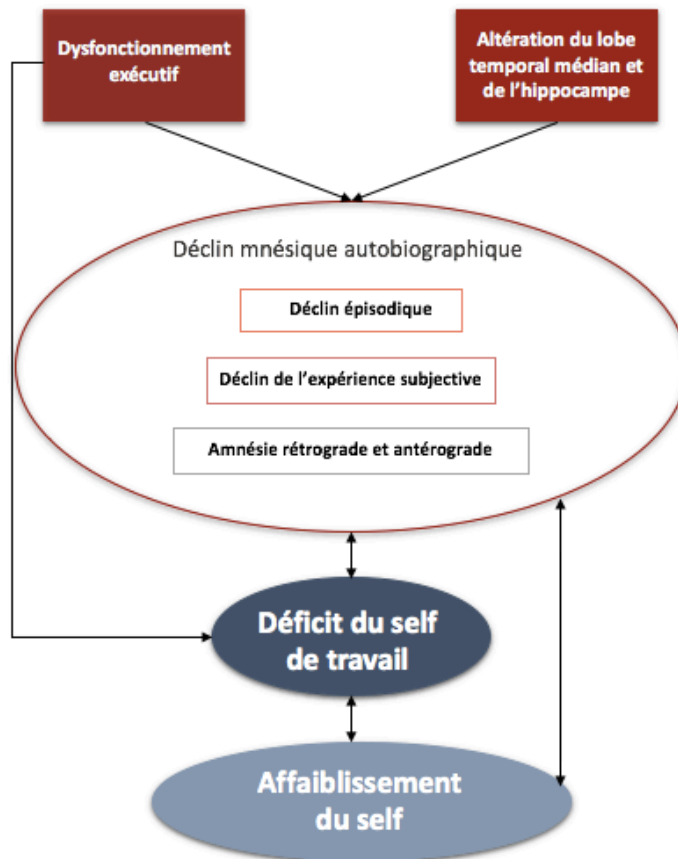 Dysfonctionnement
exécutif
Altération du lobe
temporal médian et
de l'hippocampe
Déclin mnésique autobiographique
Déclin épisodique
Déclin de l'expérience subjective
Amnésie rétrograde et antérograde
Déficit du self
de travail
Affaiblissement
du self